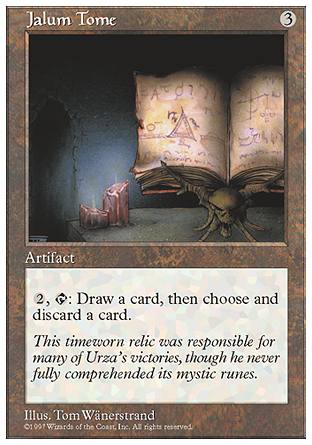 Jalum Tome 3
Artifact
2, T: Draw a card, then choose and
discard a card.
This timeworn relic was responsible for
many of Urza's victories, though he never
fully comprehended its mystic runes.
Illus. Tom Wänerstrand
©1997 Wizards of the Coast, Inc. All rights reserved.